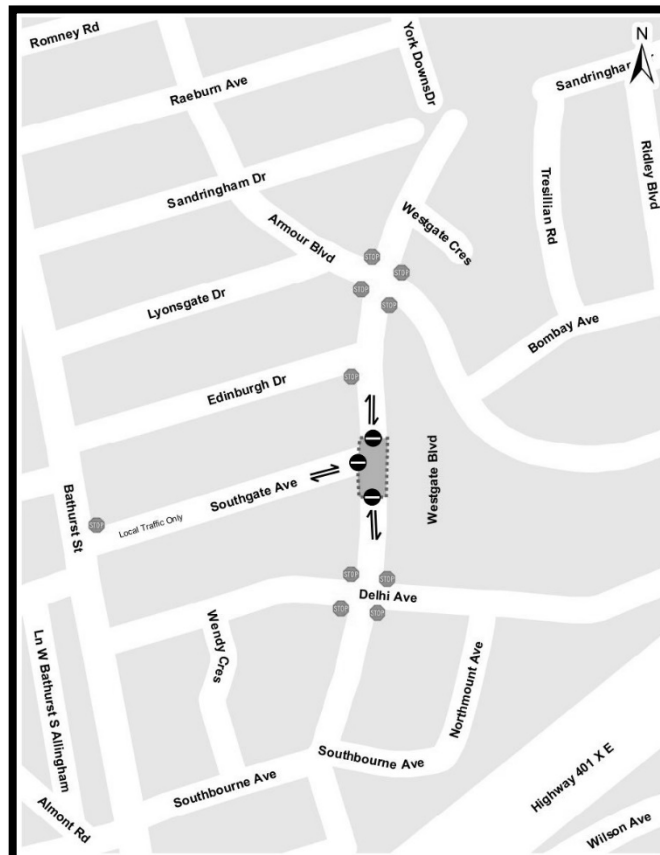 Romney Rd
York Downs Dr
N
Sandringham
Raeburn Ave
Ridley Blvd
Tresillian Rd
Sandringham Dr
Westgate Cres
Armour Blvd
STOP
STOP
STOP
STOP
Lyonsgate Dr
Bombay Ave
Edinburgh Dr
STOP
Westgate Blvd
Southgate Ave
Bathurst St
STOP
Local Traffic Only
STOP
STOP
Delhi Ave
STOP
STOP
Wendy Cres
Northmount Ave
Ln W Bathurst S Allingham
Southbourne Ave
Highway 401 X E
Southbourne Ave
Almont Rd
Wilson Ave